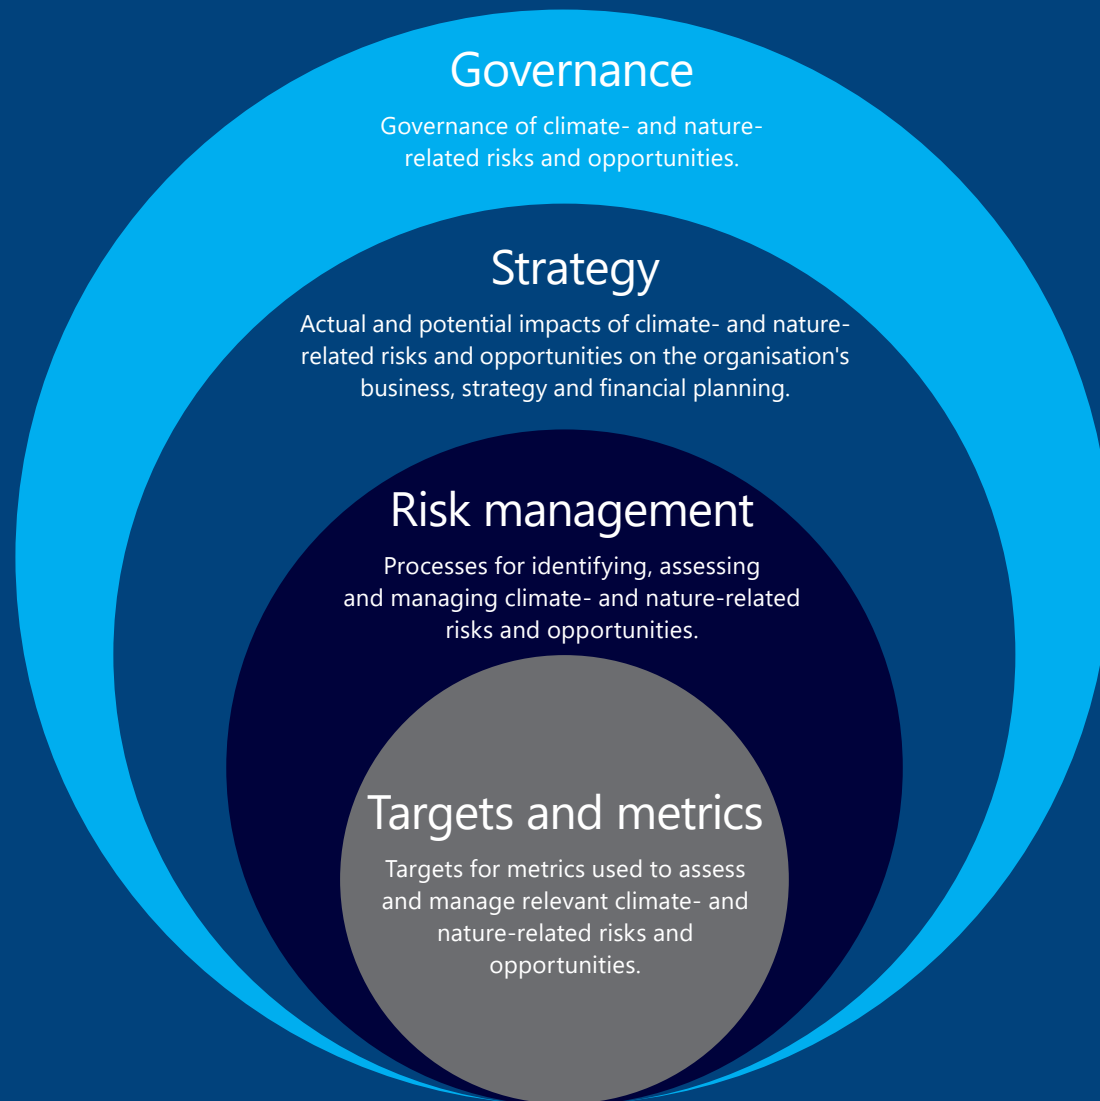 Governance
Governance of climate- and nature-
related risks and opportunities.
Strategy
Actual and potential impacts of climate- and nature-
related risks and opportunities on the organisation's
business, strategy and financial planning.
Risk management
Processes for identifying, assessing
and managing climate- and nature-related
risks and opportunities.
Targets and metrics
Targets for metrics used to assess
and manage relevant climate- and
nature-related risks and
opportunities.